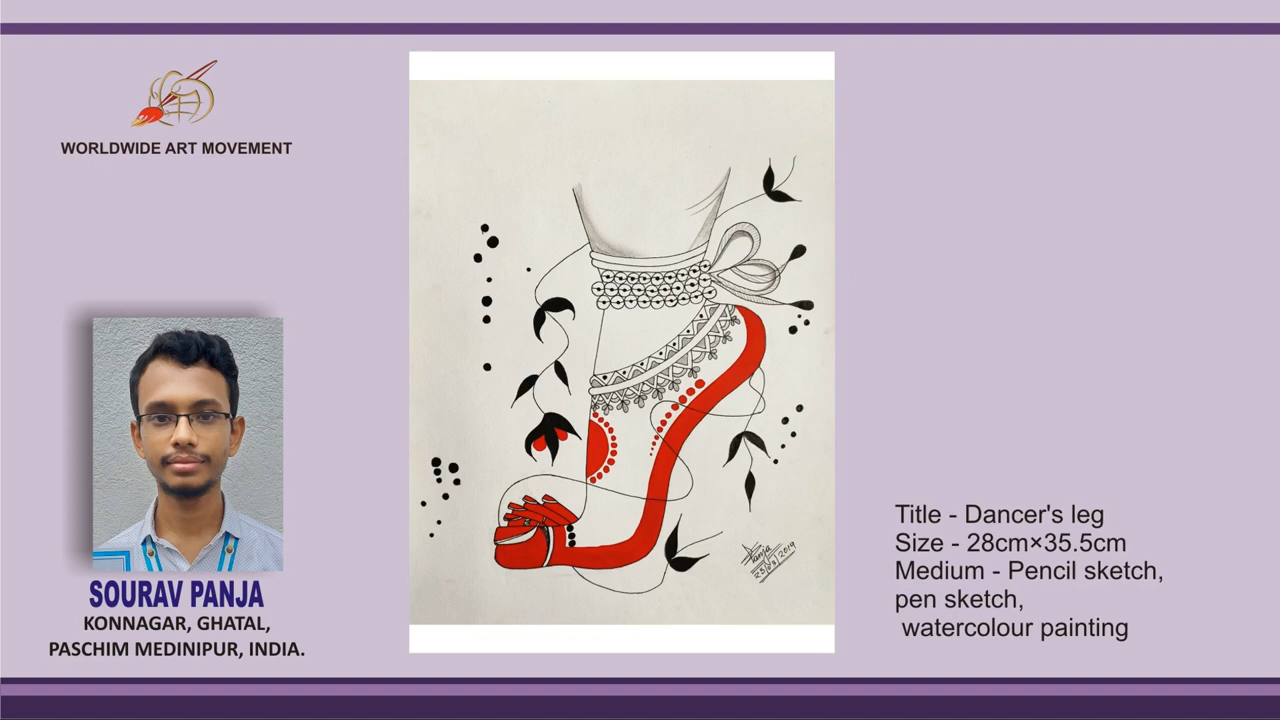 WORLDWIDE ART MOVEMENT
SOURAV PANJA
KONNAGAR, GHATAL,
PASCHIM MEDINIPUR, INDIA.
Panja
2019
Title - Dancer's leg
Size - 28cm×35.5cm
Medium - Pencil sketch,
pen sketch,
watercolour painting